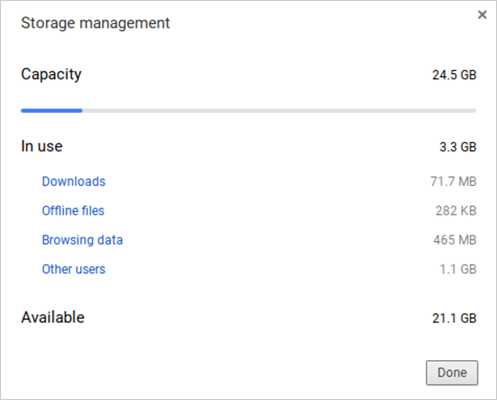 Storage management
Capacity 24.5 GB
In use 3.3 GB
Downloads 71.7 MB
Offline files 282 KB
Browsing data 465 MB
Other users 1.1 GB
Available 21.1 GB
Done